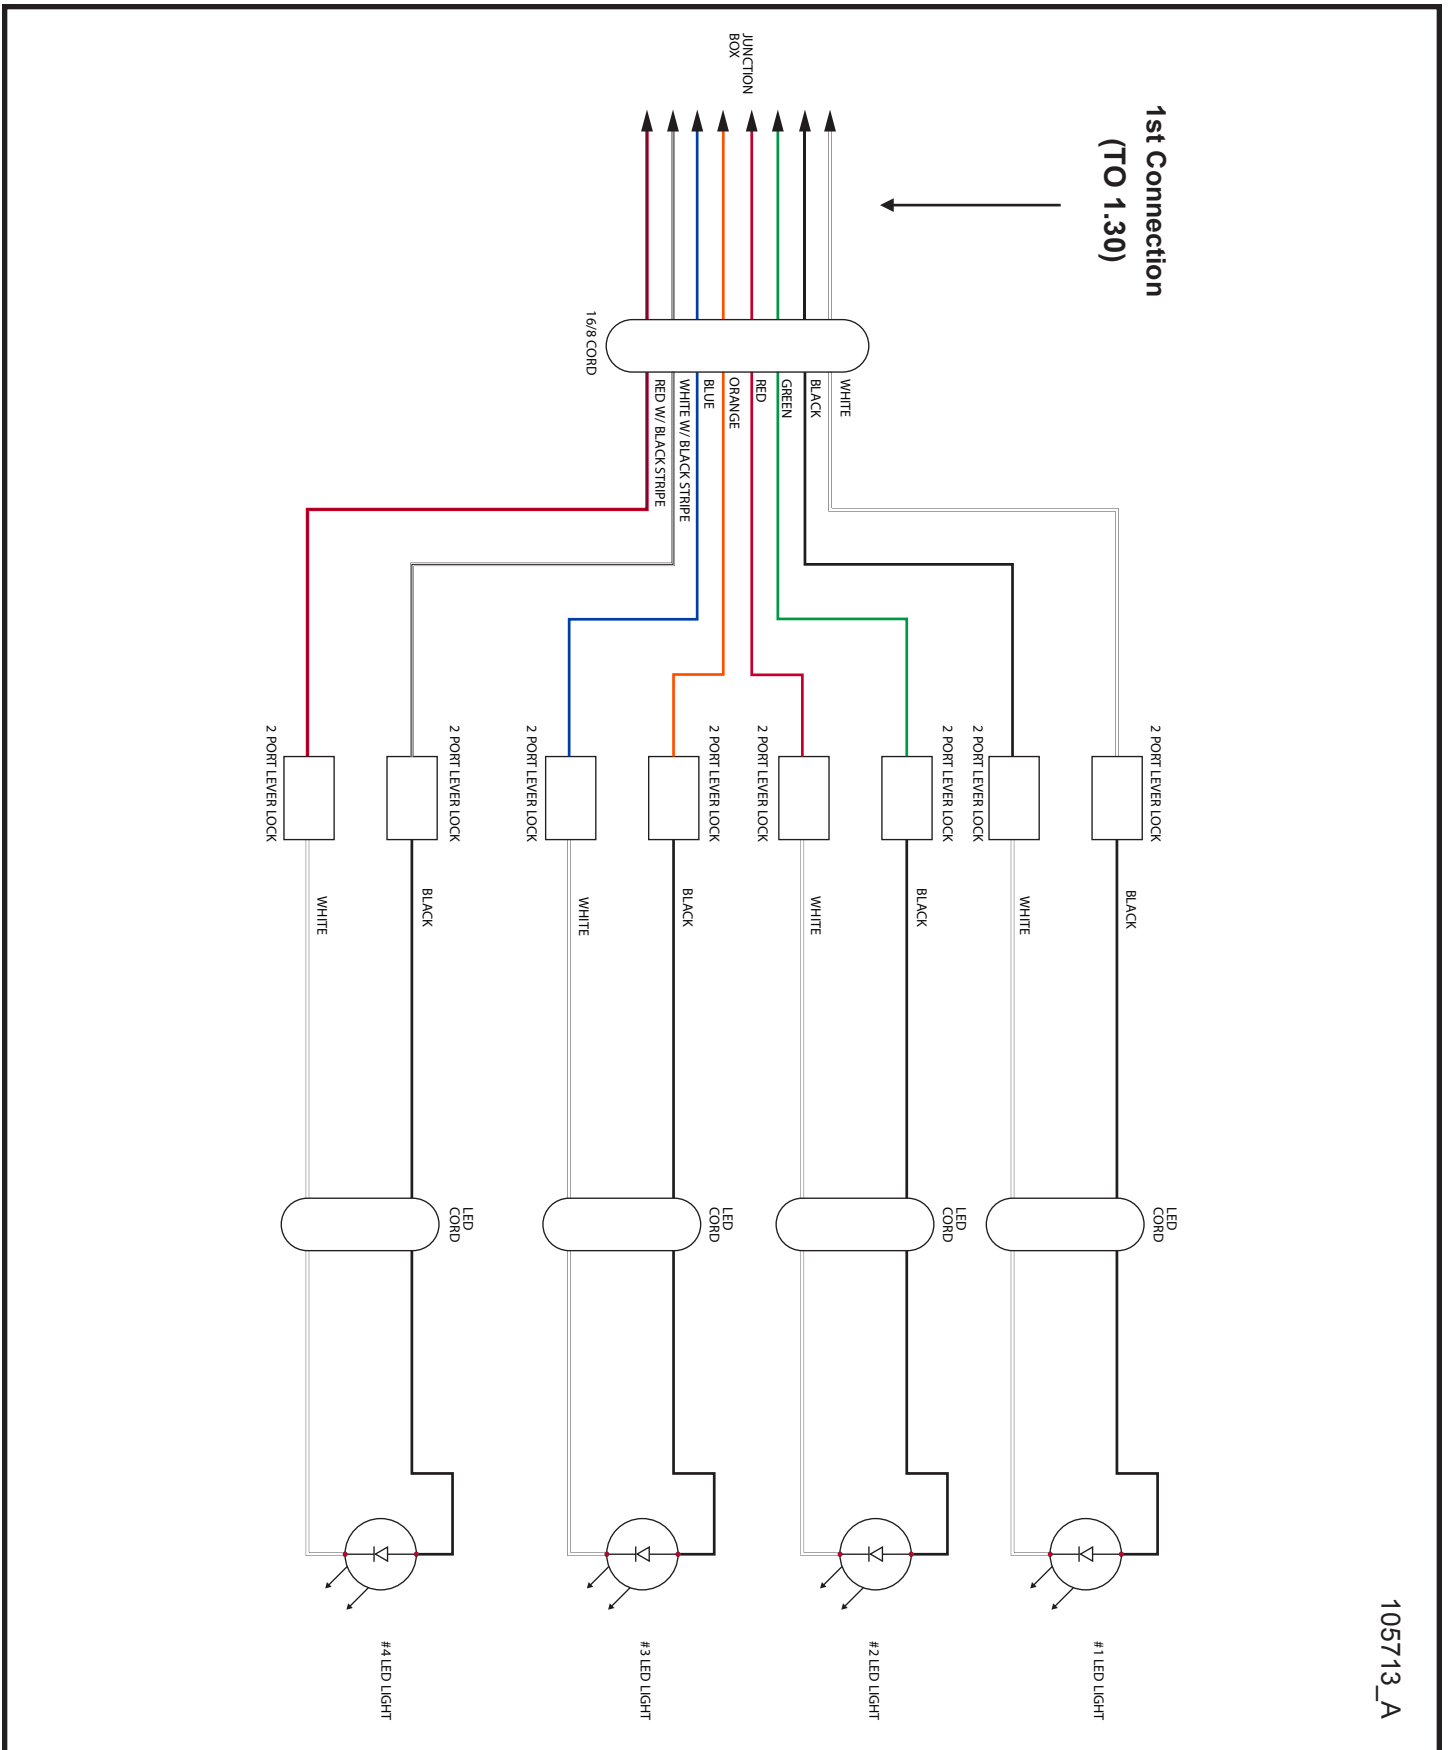 105713_A
1st Connection
(TO 1.30)
JUNCTION
BOX
16/8 CORD
WHITE
BLACK
GREEN
RED
ORANGE
BLUE
WHITE W/ BLACK STRIPE
RED W/ BLACK STRIPE
2 PORT LEVER LOCK
2 PORT LEVER LOCK
2 PORT LEVER LOCK
2 PORT LEVER LOCK
2 PORT LEVER LOCK
2 PORT LEVER LOCK
2 PORT LEVER LOCK
2 PORT LEVER LOCK
BLACK
WHITE
BLACK
WHITE
BLACK
WHITE
BLACK
WHITE
LED
CORD
LED
CORD
LED
CORD
LED
CORD
#1 LED LIGHT
#2 LED LIGHT
#3 LED LIGHT
#4 LED LIGHT